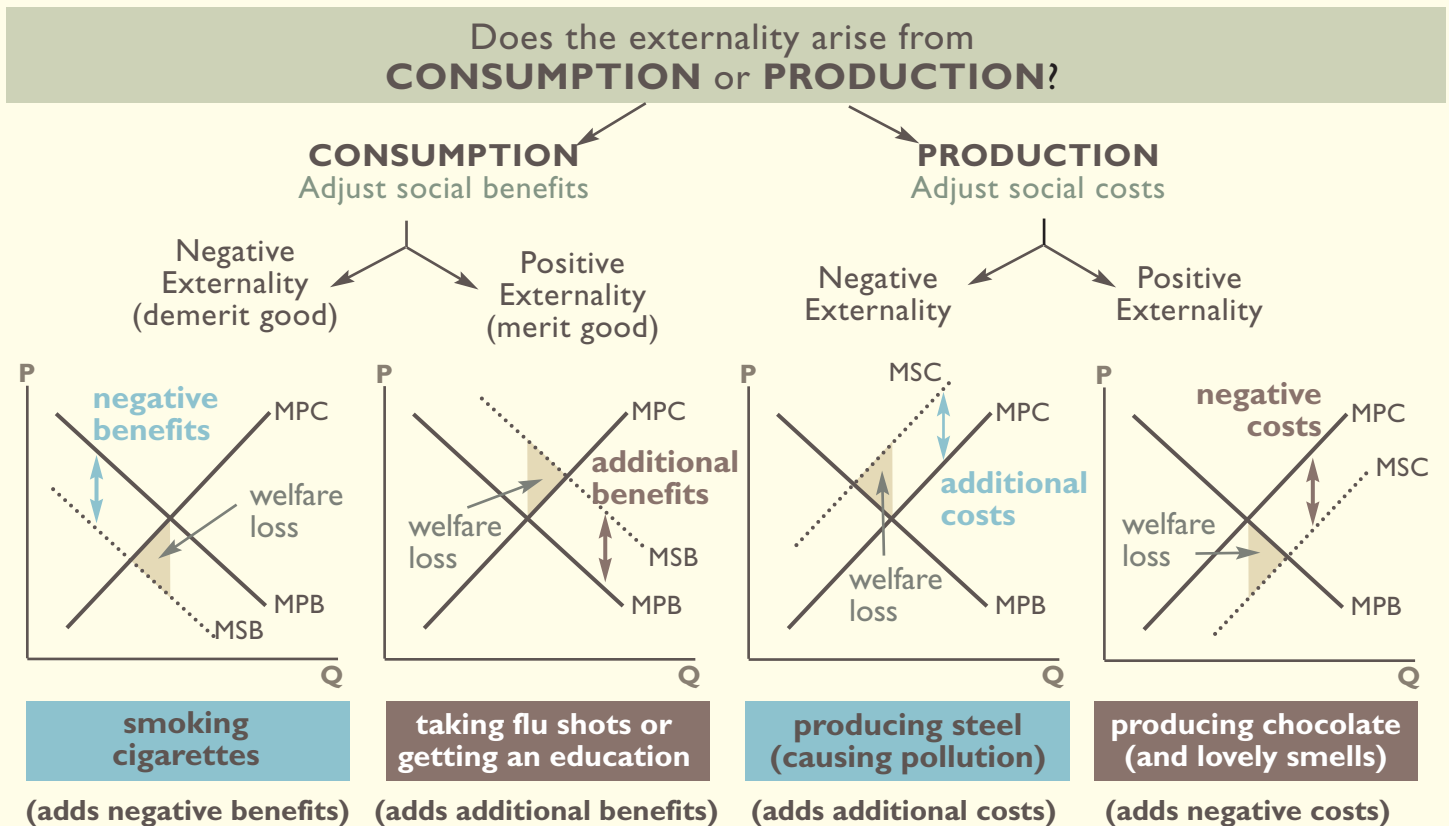 Does the externality arise from
CONSUMPTION or PRODUCTION?
CONSUMPTION
Adjust social benefits
PRODUCTION
Adjust social costs
Negative
Externality
(demerit good)
Positive
Externality
(merit good)
Negative
Externality
Positive
Externality
P
negative
benefits
MPC
welfare
loss
MPB
MSB
Q
P
MPC
additional
benefits
welfare
loss
MSB
MPB
Q
P
MSC
MPC
additional
costs
welfare
loss
MPB
Q
P
negative
costs
MPC
MSC
welfare
loss
MPB
Q
smoking
cigarettes
(adds negative benefits)
taking flu shots or
getting an education
(adds additional benefits)
producing steel
(causing pollution)
(adds additional costs)
producing chocolate
(and lovely smells)
(adds negative costs)